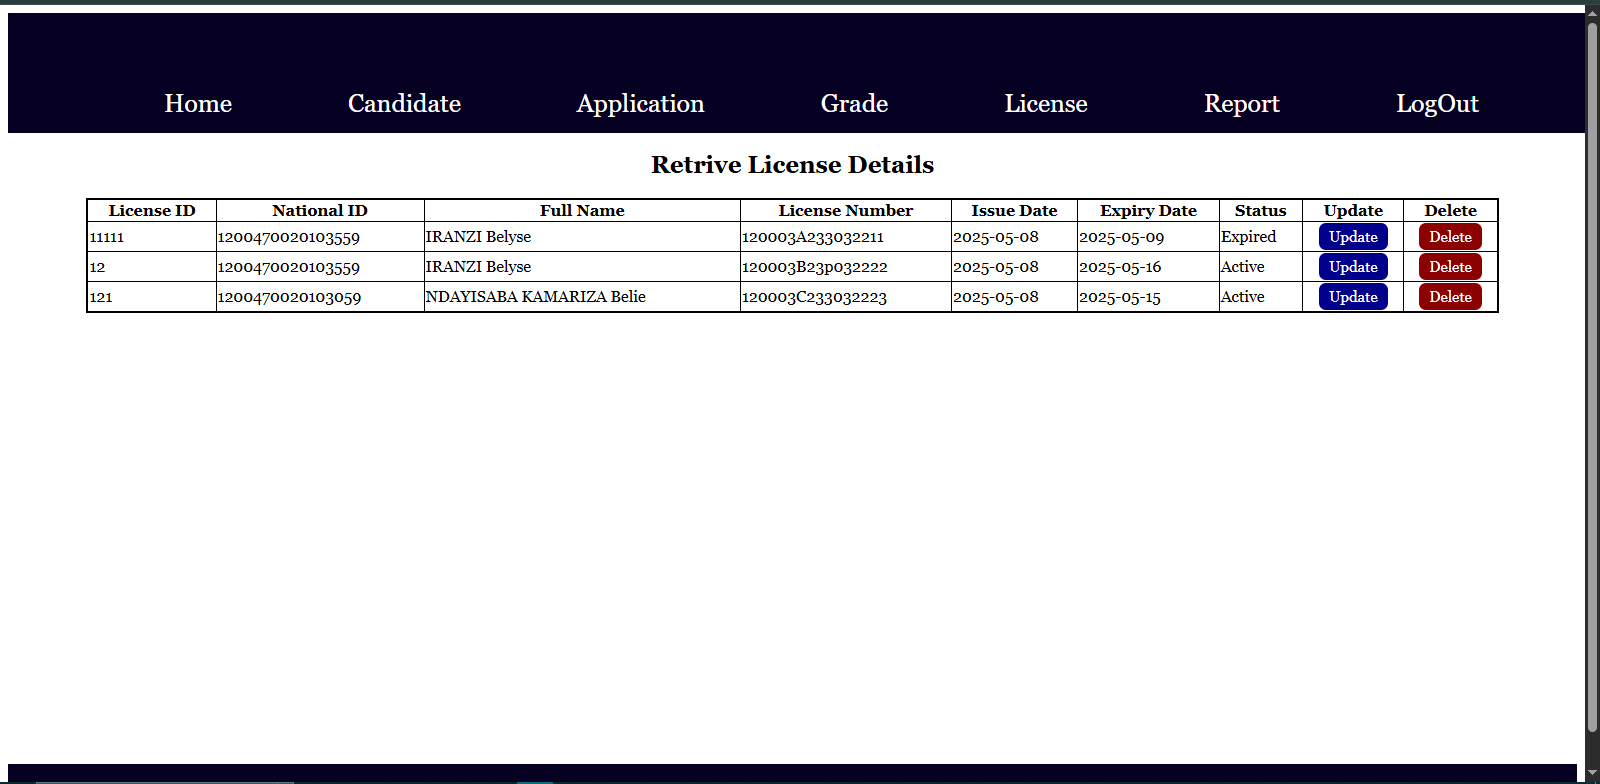 Home Candidate Application Grade License Report LogOut
Retrive License Details
License ID National ID Full Name License Number Issue Date Expiry Date Status Update Delete
11111 1200470020103559 IRANZI Belyse 120003A233032211 2025-05-08 2025-05-09 Expired Update Delete
12 1200470020103559 IRANZI Belyse 120003B23p032222 2025-05-08 2025-05-16 Active Update Delete
121 1200470020103059 NDAYISABA KAMARIZA Belie 120003C233032223 2025-05-08 2025-05-15 Active Update Delete